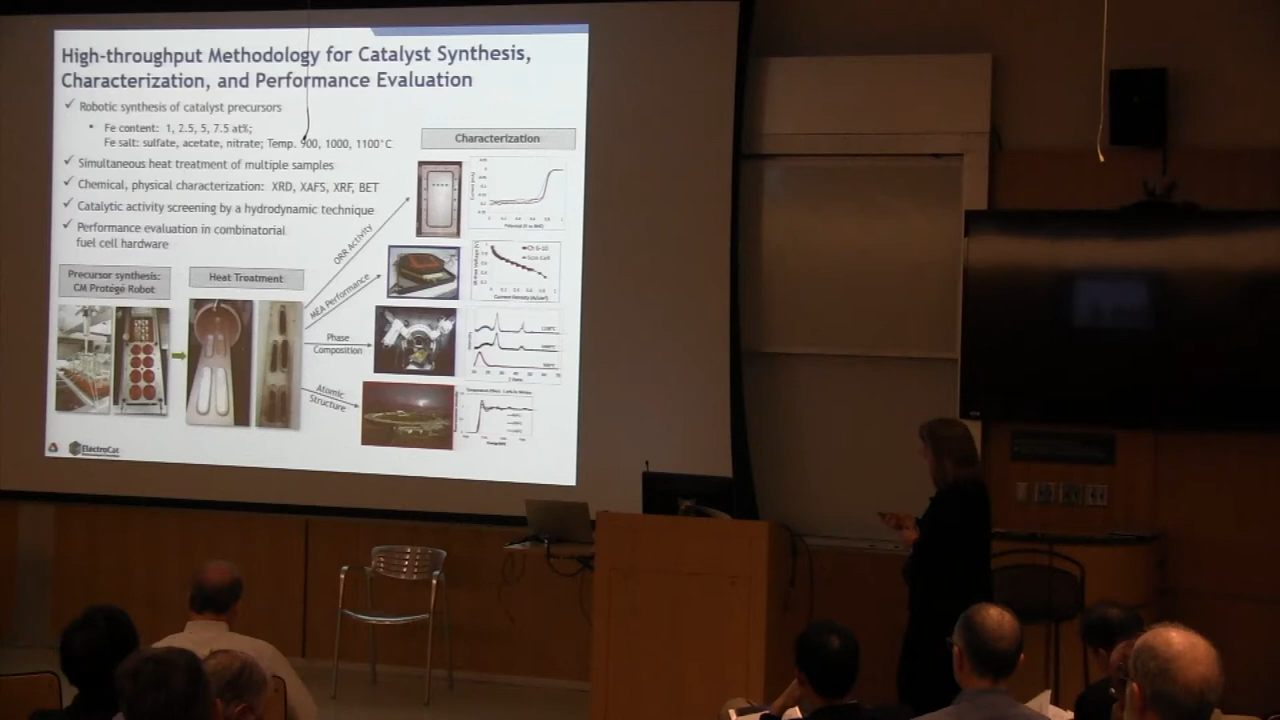 High-throughput Methodology for Catalyst Synthesis,
Characterization, and Performance Evaluation
✓ Robotic synthesis of catalyst precursors
• Fe content: 1, 2.5, 5, 7.5 at%;
Fe salt: sulfate, acetate, nitrate; Temp. 900, 1000, 1100°C
✓ Simultaneous heat treatment of multiple samples
✓ Chemical, physical characterization: XRD, XAFS, XRF, BET
✓ Catalytic activity screening by a hydrodynamic technique
✓ Performance evaluation in combinatorial
fuel cell hardware
Precursor synthesis:
CM Protégé Robot
Heat Treatment
Characterization
ORR Activity
MEA Performance
Phase
Composition
Atomic
Structure
ElectroCat